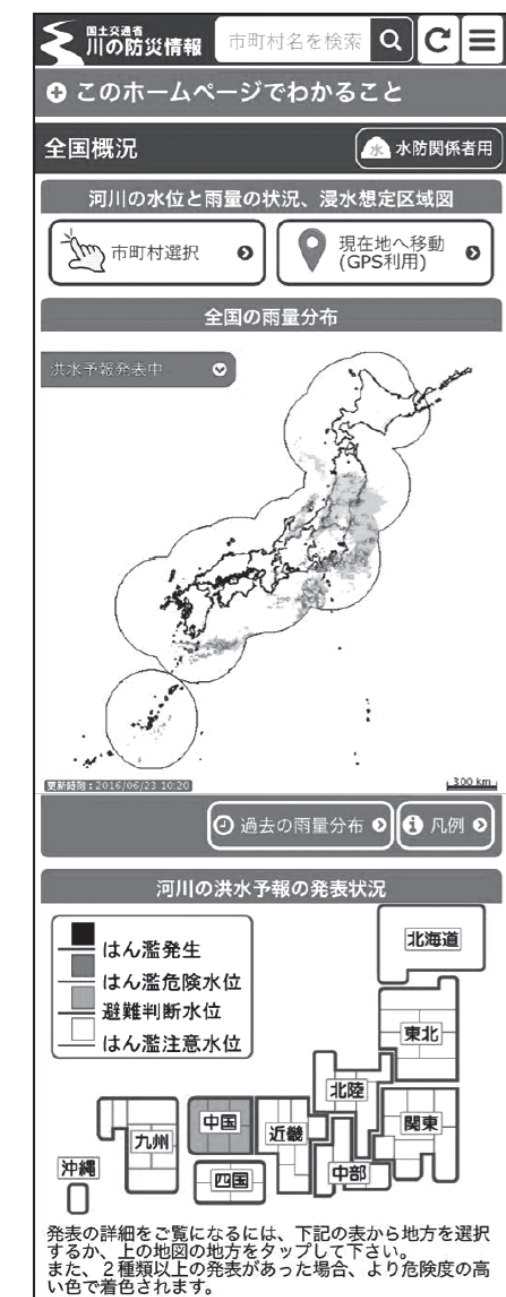 国土交通省
川の防災情報
市町村名を検索
このホームページでわかること
全国概況
水 水防関係者用
河川の水位と雨量の状況、浸水想定区域図
市町村選択
現在地へ移動
(GPS利用)
全国の雨量分布
洪水予報発表中
更新時刻：2016/06/23 10:20
300 km
過去の雨量分布
凡例
河川の洪水予報の発表状況
はん濫発生
はん濫危険水位
避難判断水位
はん濫注意水位
北海道
東北
北陸
関東
中国
近畿
九州
中部
沖縄
四国
発表の詳細をご覧になるには、下記の表から地方を選択
するか、上の地図の地方をタップして下さい。
また、２種類以上の発表があった場合、より危険度の高
い色で着色されます。